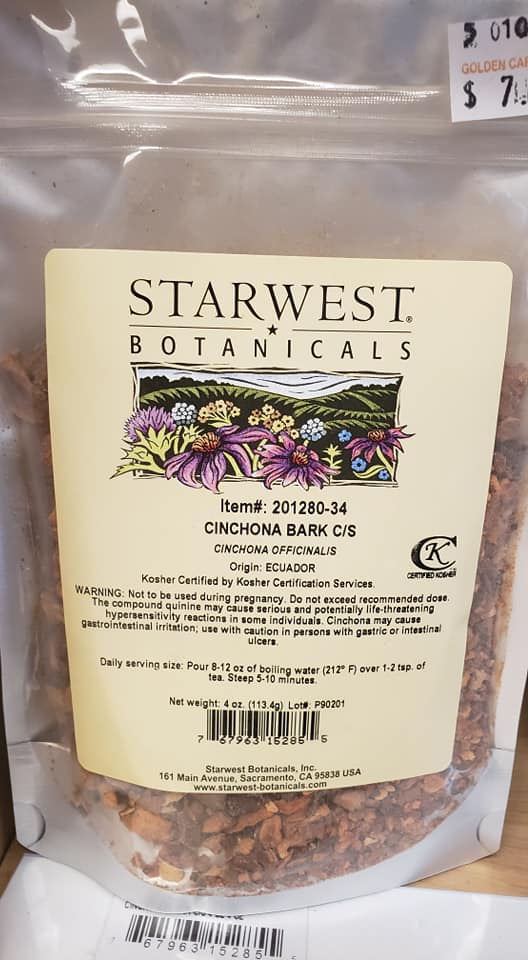 5 010
GOLDEN
$ 7.
STARWEST®
BOTANICALS
Item#: 201280-34
CINCHONA BARK C/S
CINCHONA OFFICINALIS
Origin: ECUADOR
K
CERTIFIED KOSHER
Kosher Certified by Kosher Certification Services.
WARNING: Not to be used during pregnancy. Do not exceed recommended dose.
The compound quinine may cause serious and potentially life-threatening
hypersensitivity reactions in some individuals. Cinchona may cause
gastrointestinal irritation; use with caution in persons with gastric or intestinal
ulcers.
Daily serving size: Pour 8-12 oz of boiling water (212° F) over 1-2 tsp. of
tea. Steep 5-10 minutes.
Net weight: 4 oz. (113.4g) Lot#: P90201
7 67963 15285 5
Starwest Botanicals, Inc.
161 Main Avenue, Sacramento, CA 95838 USA
www.starwest-botanicals.com
7 67963 15285